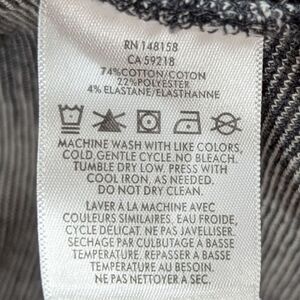 RN 148158
CA 59218
74%COTTON/COTON
22%POLYESTER
4% ELASTANE/ELASTHANNE
MACHINE WASH WITH LIKE COLORS,
COLD,GENTLE CYCLE. NO BLEACH.
TUMBLE DRY LOW. PRESS WITH
COOL IRON, AS NEEDED.
DO NOT DRY CLEAN.
LAVER À LA MACHINE AVEC
COULEURS SIMILAIRES. EAU FROIDE,
CYCLE DÉLICAT. NE PAS JAVELLISER.
SECHAGE PAR CULBUTAGE A BASSE
TEMPERATURE. REPASSER A BASSE
TEMPÉRATURE AU BESOIN.
NE PAS NETTOYER À SEC.